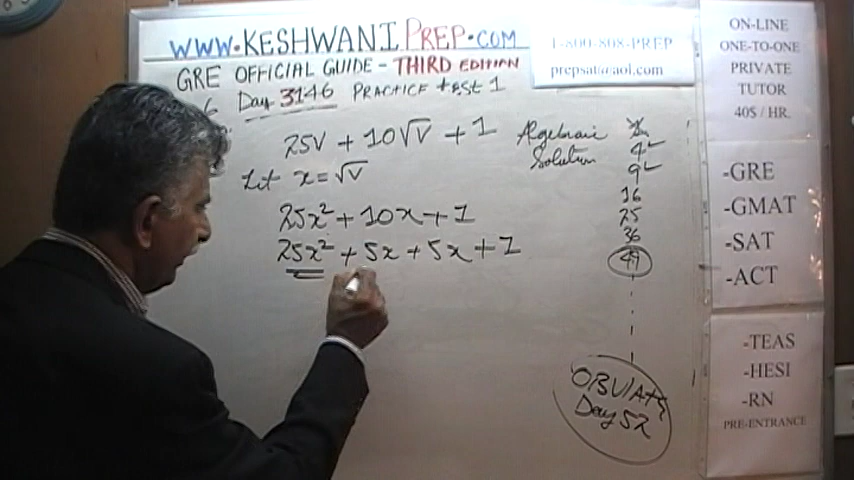 WWW.KESHWANIPREP.COM
1-800-808-PREP
prepsat@aol.com
GRE OFFICIAL GUIDE - THIRD EDITION
6 Day 3146 PRACTICE test 1
25V + 10√V + 1
Let x = √V
25x² + 10x + 1
25x² + 5x + 5x + 1
Algebraic
Solution
4
9
16
25
36
49
OBVIATE
Day 52
ON-LINE
ONE-TO-ONE
PRIVATE
TUTOR
40$ / HR.
-GRE
-GMAT
-SAT
-ACT
-TEAS
-HESI
-RN
PRE-ENTRANCE